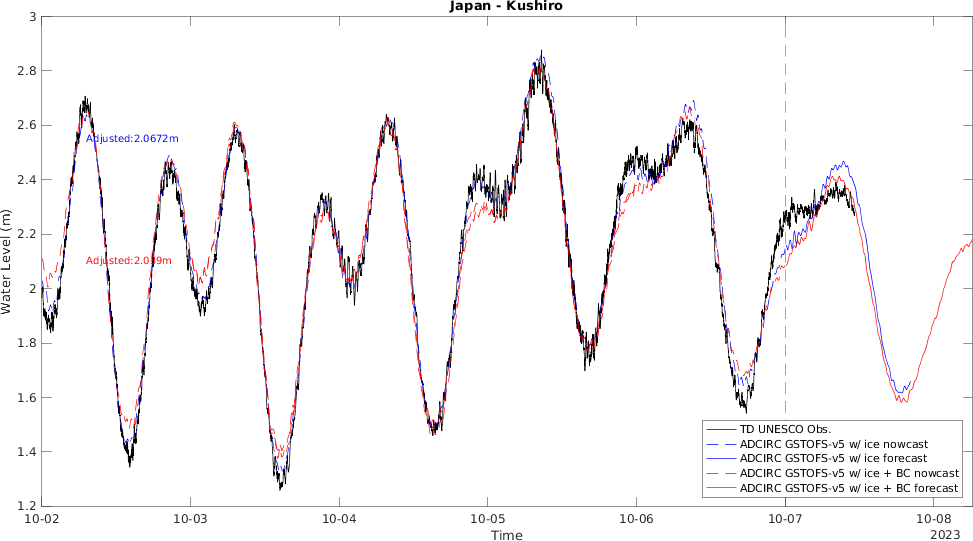 Japan - Kushiro
Water Level (m)
3
2.8
2.6
2.4
2.2
2
1.8
1.6
1.4
1.2
Adjusted:2.0672m
TD UNESCO Obs.
ADCIRC GSTOFS-v5 w/ ice nowcast
ADCIRC GSTOFS-v5 w/ ice forecast
ADCIRC GSTOFS-v5 w/ ice + BC nowcast
ADCIRC GSTOFS-v5 w/ ice + BC forecast
10-02 10-03 10-04 10-05 10-06 10-07 10-08
Time 2023